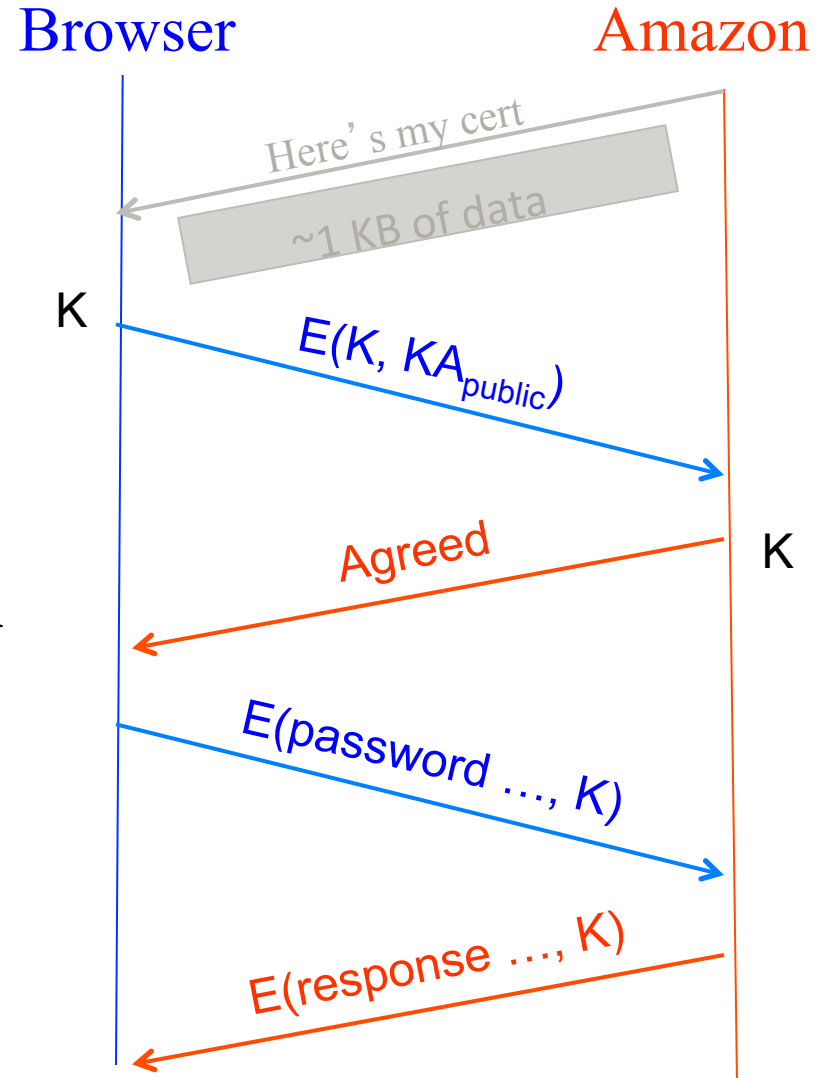 Browser
Amazon
Here’s my cert
~1 KB of data
K
E(K, KApublic)
Agreed
K
E(password …, K)
E(response …, K)